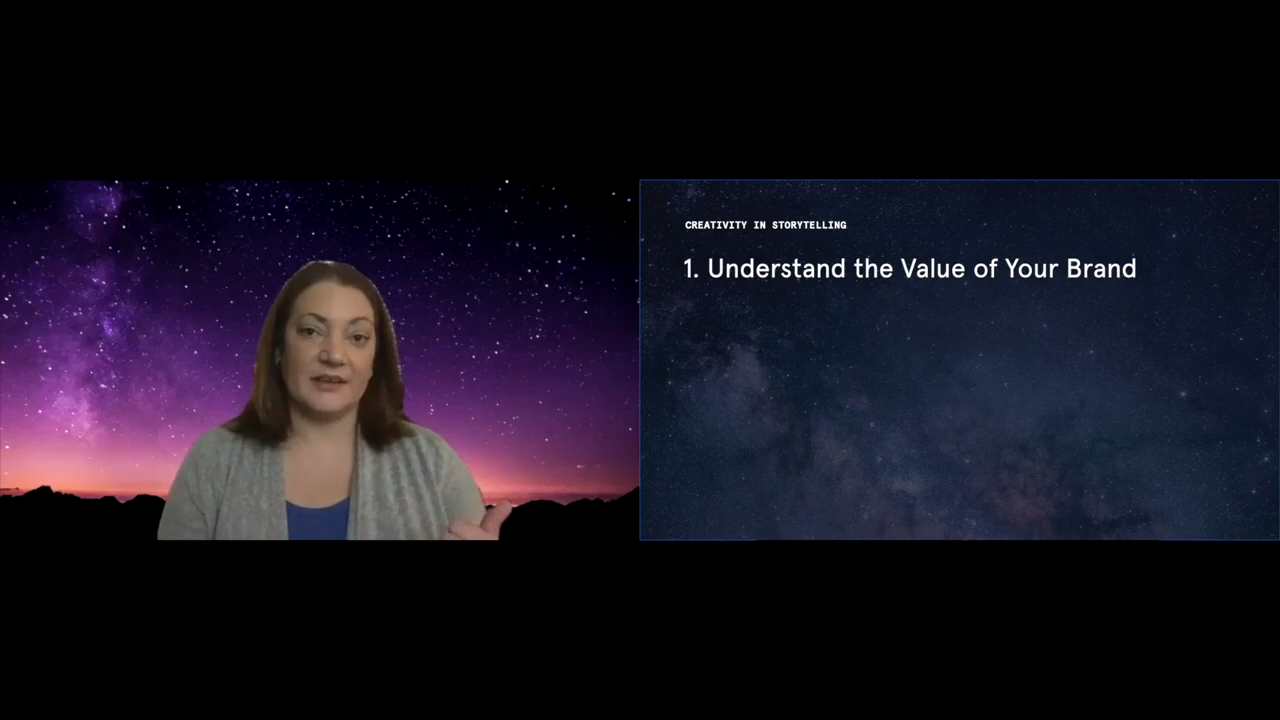 CREATIVITY IN STORYTELLING
1. Understand the Value of Your Brand